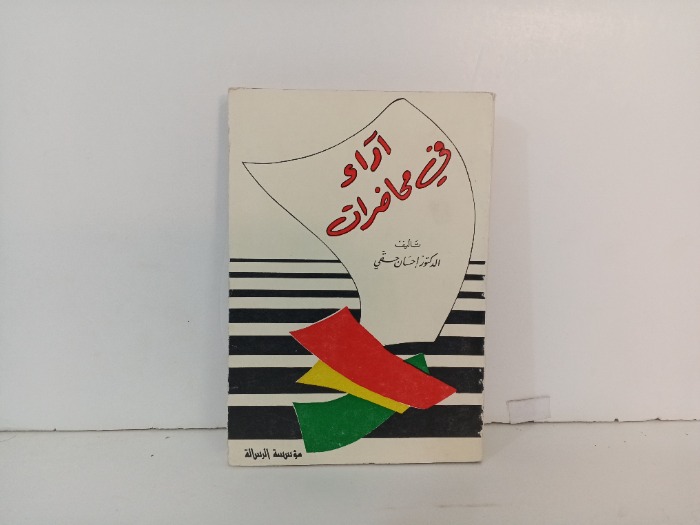 آراء
في محاضرات
تأليف
الدكتور إحسان حقي
مؤسسة الرسالة